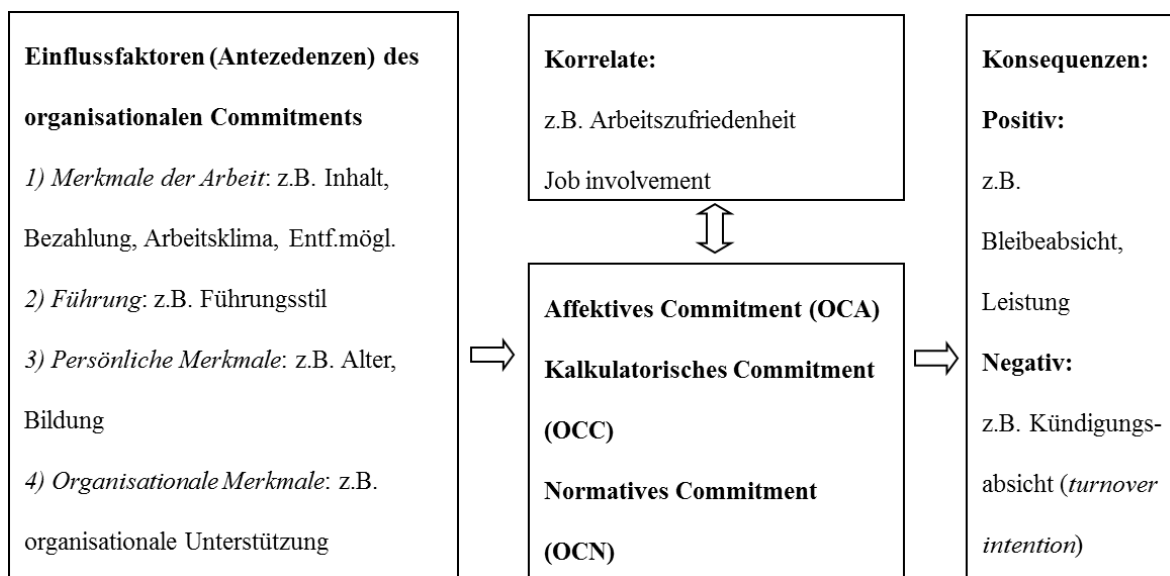 Einflussfaktoren (Antezedenzen) des
organisationalen Commitments
1) Merkmale der Arbeit: z.B. Inhalt,
Bezahlung, Arbeitsklima, Entf.mögl.
2) Führung: z.B. Führungsstil
3) Persönliche Merkmale: z.B. Alter,
Bildung
4) Organisationale Merkmale: z.B.
organisationale Unterstützung
Korrelate:
z.B. Arbeitszufriedenheit
Job involvement
Affektives Commitment (OCA)
Kalkulatorisches Commitment
(OCC)
Normatives Commitment
(OCN)
Konsequenzen:
Positiv:
z.B.
Bleibeabsicht,
Leistung
Negativ:
z.B. Kündigungs-
absicht (turnover
intention)